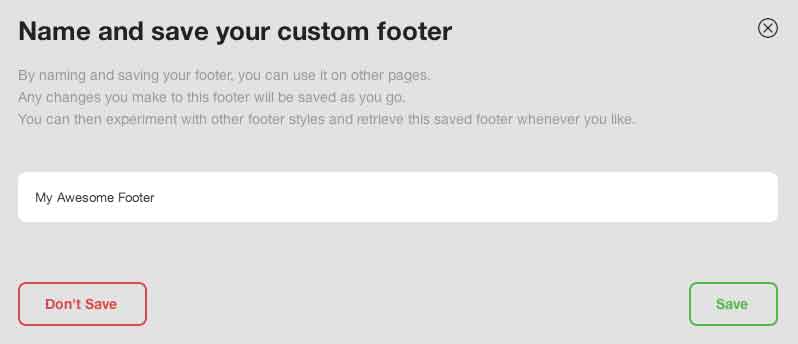 Name and save your custom footer
By naming and saving your footer, you can use it on other pages.
Any changes you make to this footer will be saved as you go.
You can then experiment with other footer styles and retrieve this saved footer whenever you like.
My Awesome Footer
Don't Save
Save